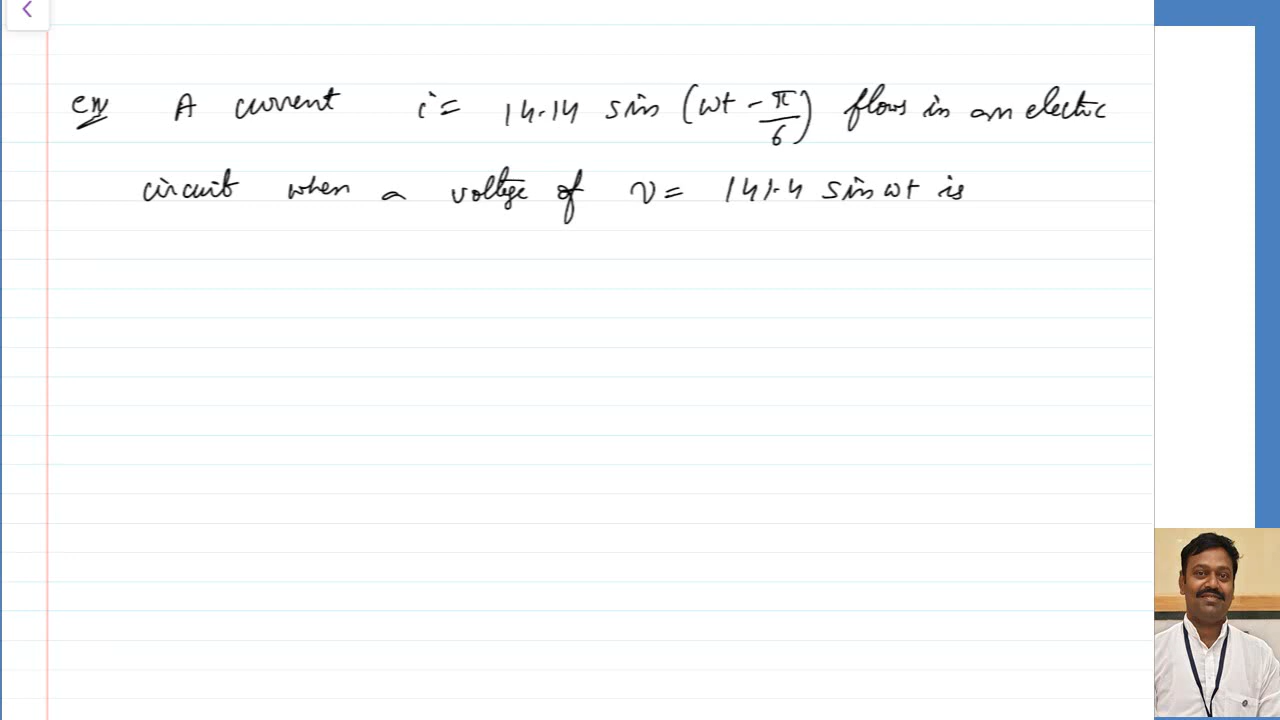 ex A current i = 14.14 sin (ωt - π/6) flows in an electric
circuit when a voltage of v = 141.4 sin ωt is